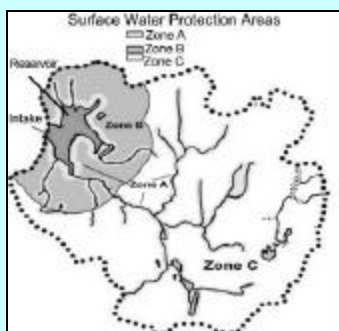 Surface Water Protection Areas
Zone A
Zone B
Zone C
Reservoir
Intake
Zone B
Zone A
Zone C